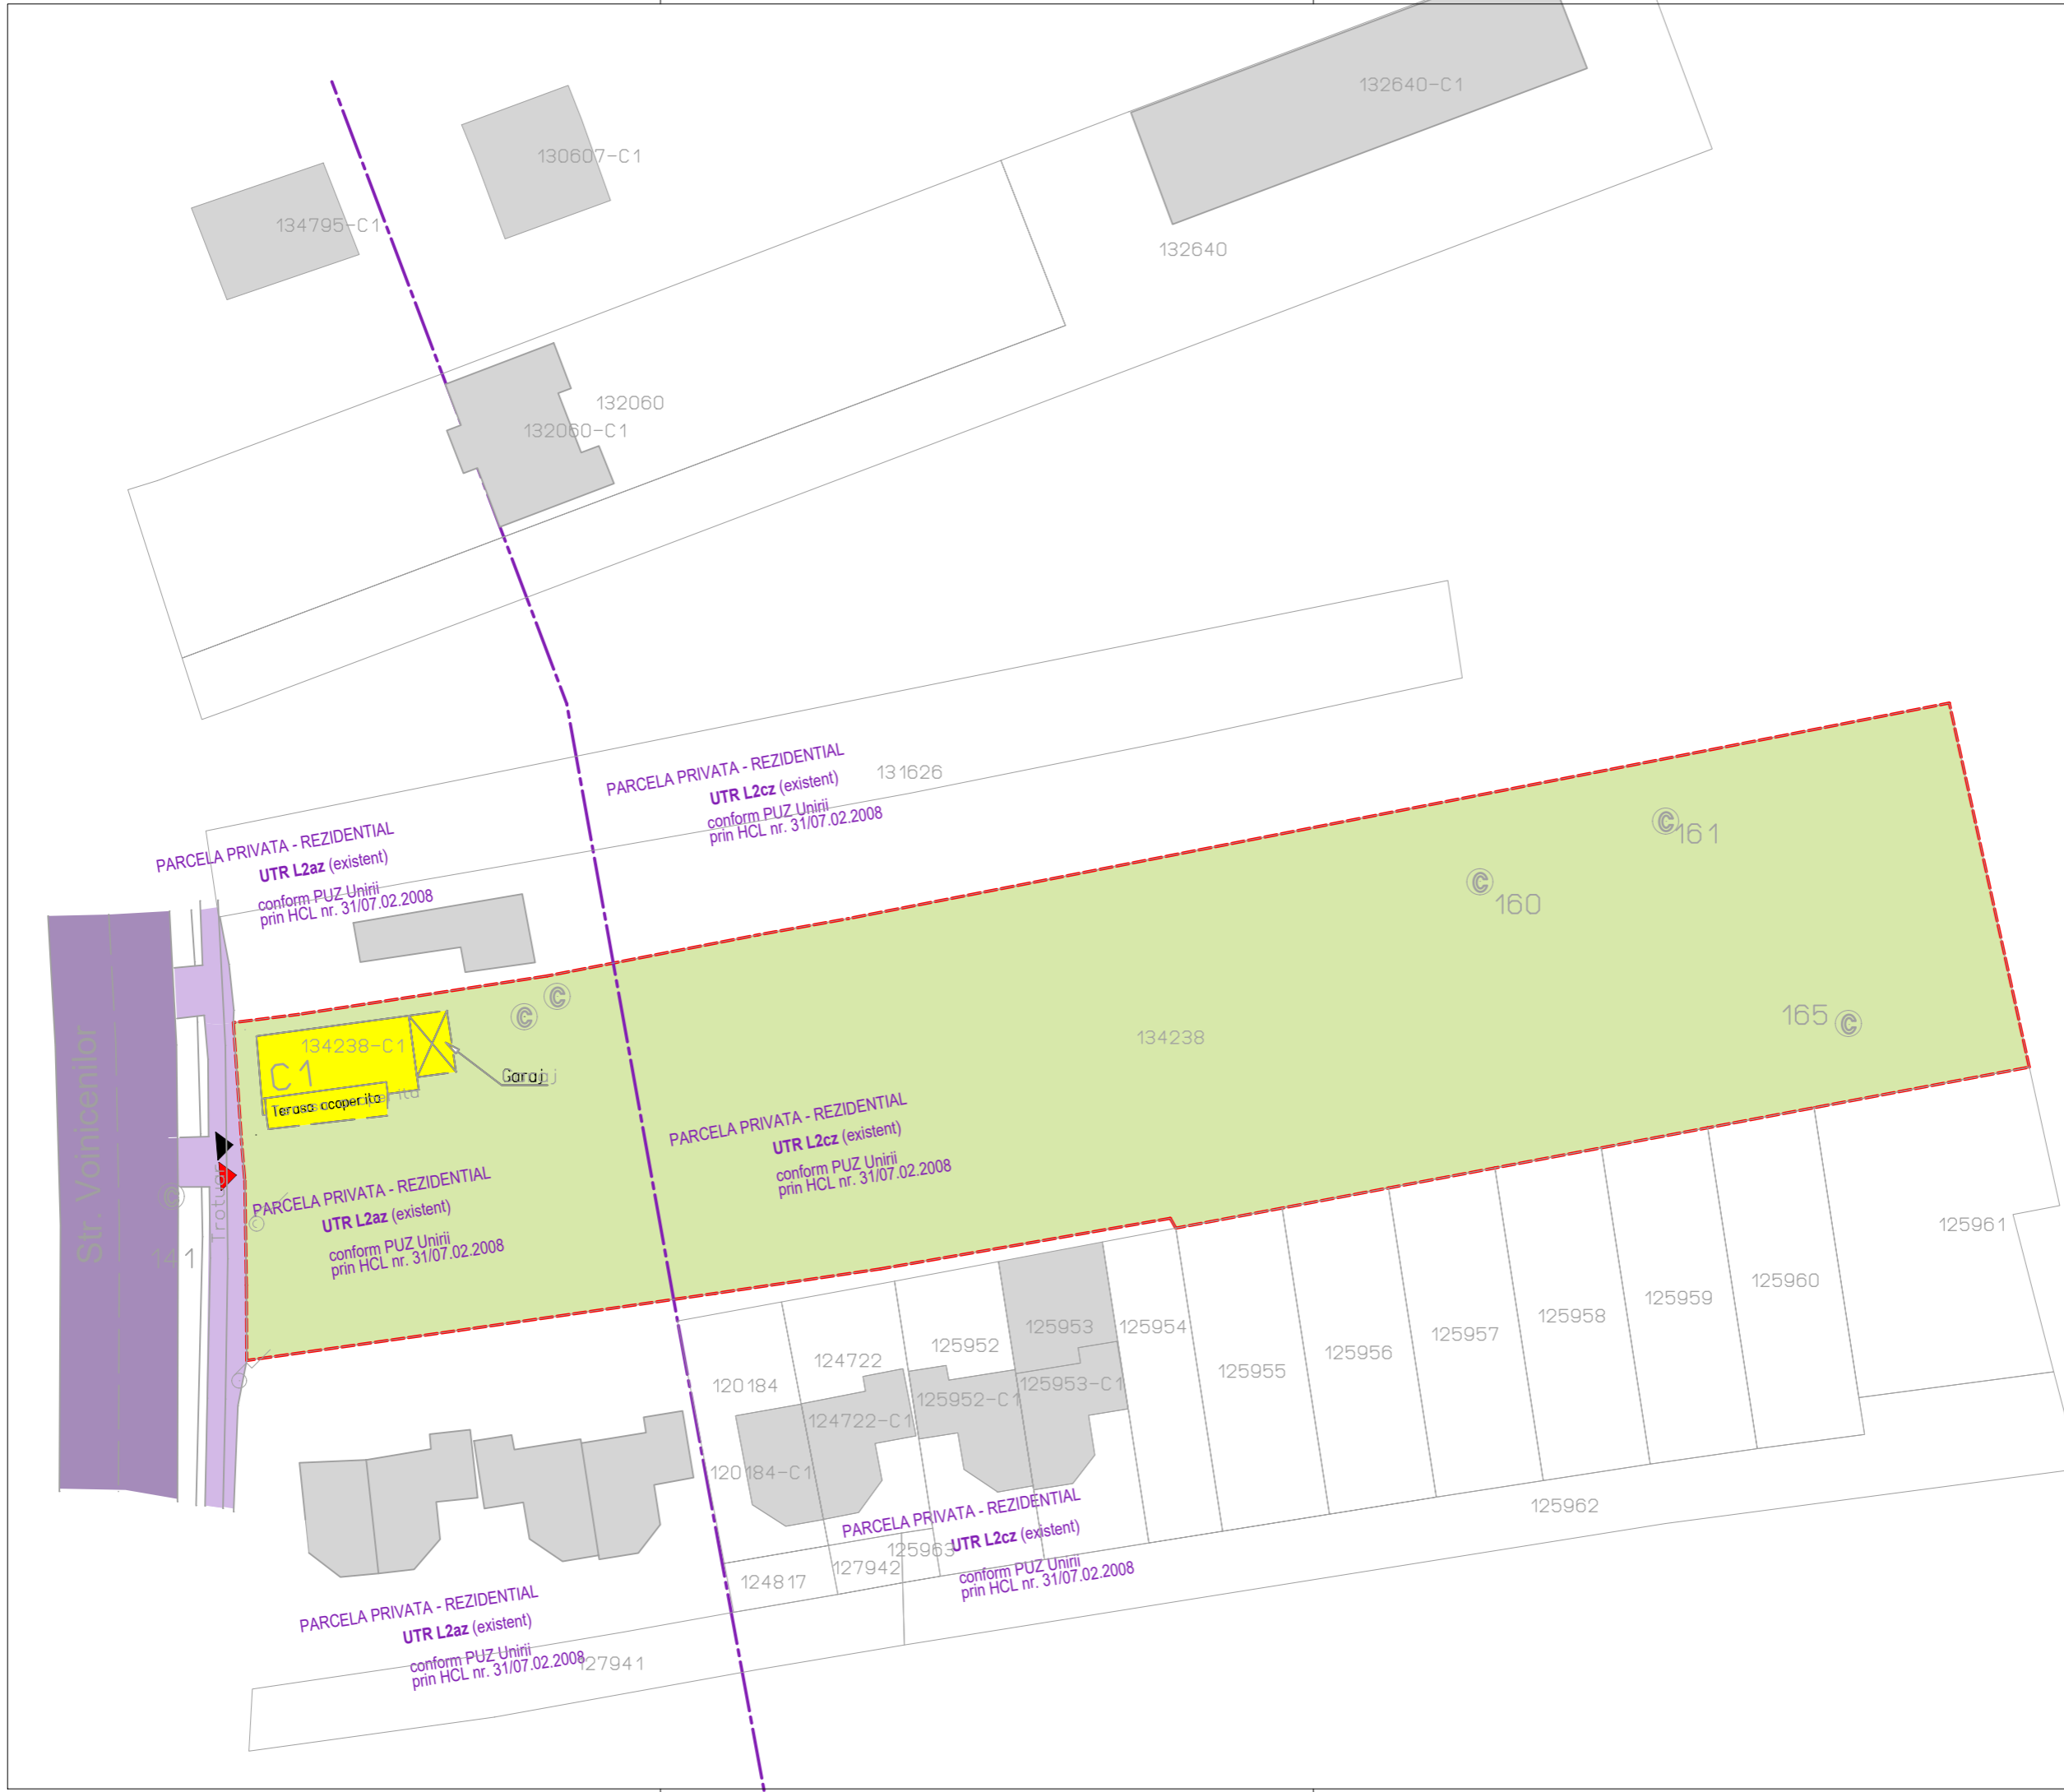 132640-C1
130607-C1
134795-C1
132640
132060
132060-C1
PARCELA PRIVATA - REZIDENTIAL
UTR L2cz (existent)
conform PUZ Unirii
prin HCL nr. 31/07.02.2008
131626
PARCELA PRIVATA - REZIDENTIAL
UTR L2az (existent)
conform PUZ Unirii
prin HCL nr. 31/07.02.2008
©161
©
160
165 ©
© ©
134238-C1
C1
Garaj
Terasa acoperita
134238
Str. Voinicenilor
Trotuar
141
PARCELA PRIVATA - REZIDENTIAL
UTR L2cz (existent)
conform PUZ Unirii
prin HCL nr. 31/07.02.2008
PARCELA PRIVATA - REZIDENTIAL
UTR L2az (existent)
conform PUZ Unirii
prin HCL nr. 31/07.02.2008
125961
125960
125959
125958
125957
125956
125955
125954
125953
125952
124722
120184
125953-C1
125952-C1
124722-C1
120184-C1
125962
PARCELA PRIVATA - REZIDENTIAL
UTR L2cz (existent)
conform PUZ Unirii
prin HCL nr. 31/07.02.2008
125963
127942
124817
PARCELA PRIVATA - REZIDENTIAL
UTR L2az (existent)
conform PUZ Unirii
prin HCL nr. 31/07.02.2008
127941